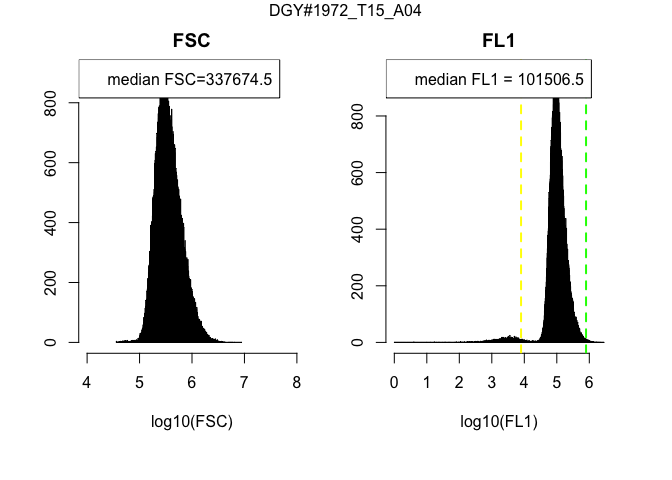 DGY#1972_T15_A04
FSC
median FSC=337674.5
800
600
400
200
0
4 5 6 7 8
log10(FSC)
FL1
median FL1 = 101506.5
800
600
400
200
0
0 1 2 3 4 5 6
log10(FL1)